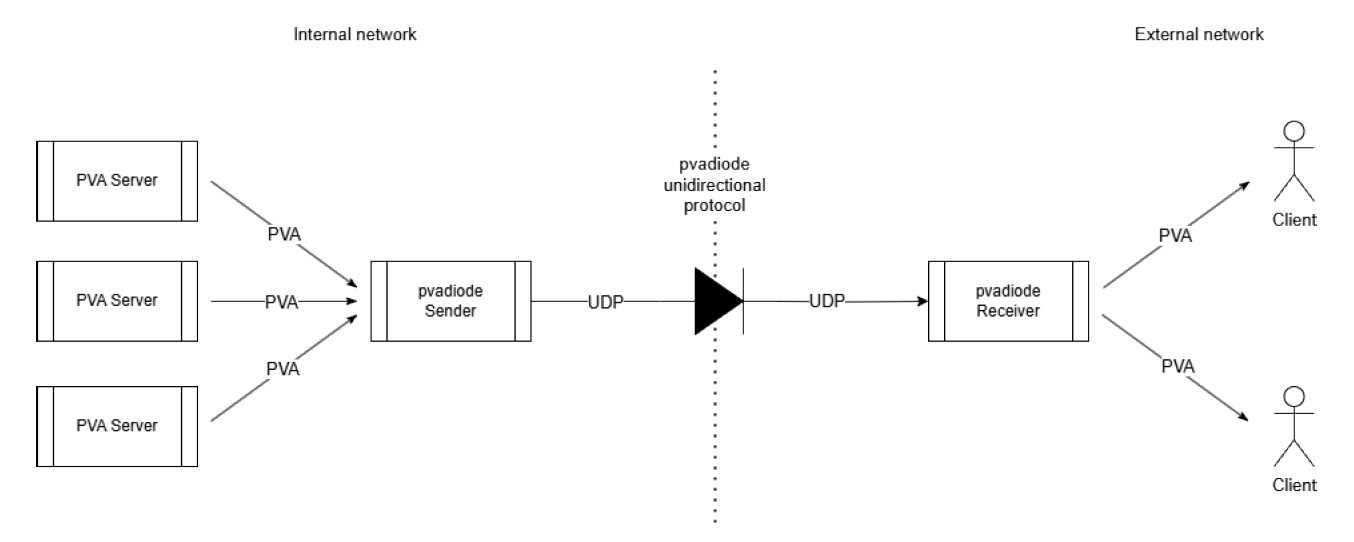 Internal network
External network
PVA Server
PVA
pvadiode
unidirectional
protocol
PVA
Client
PVA Server
PVA
pvadiode
Sender
UDP
UDP
pvadiode
Receiver
PVA
PVA
PVA Server
Client